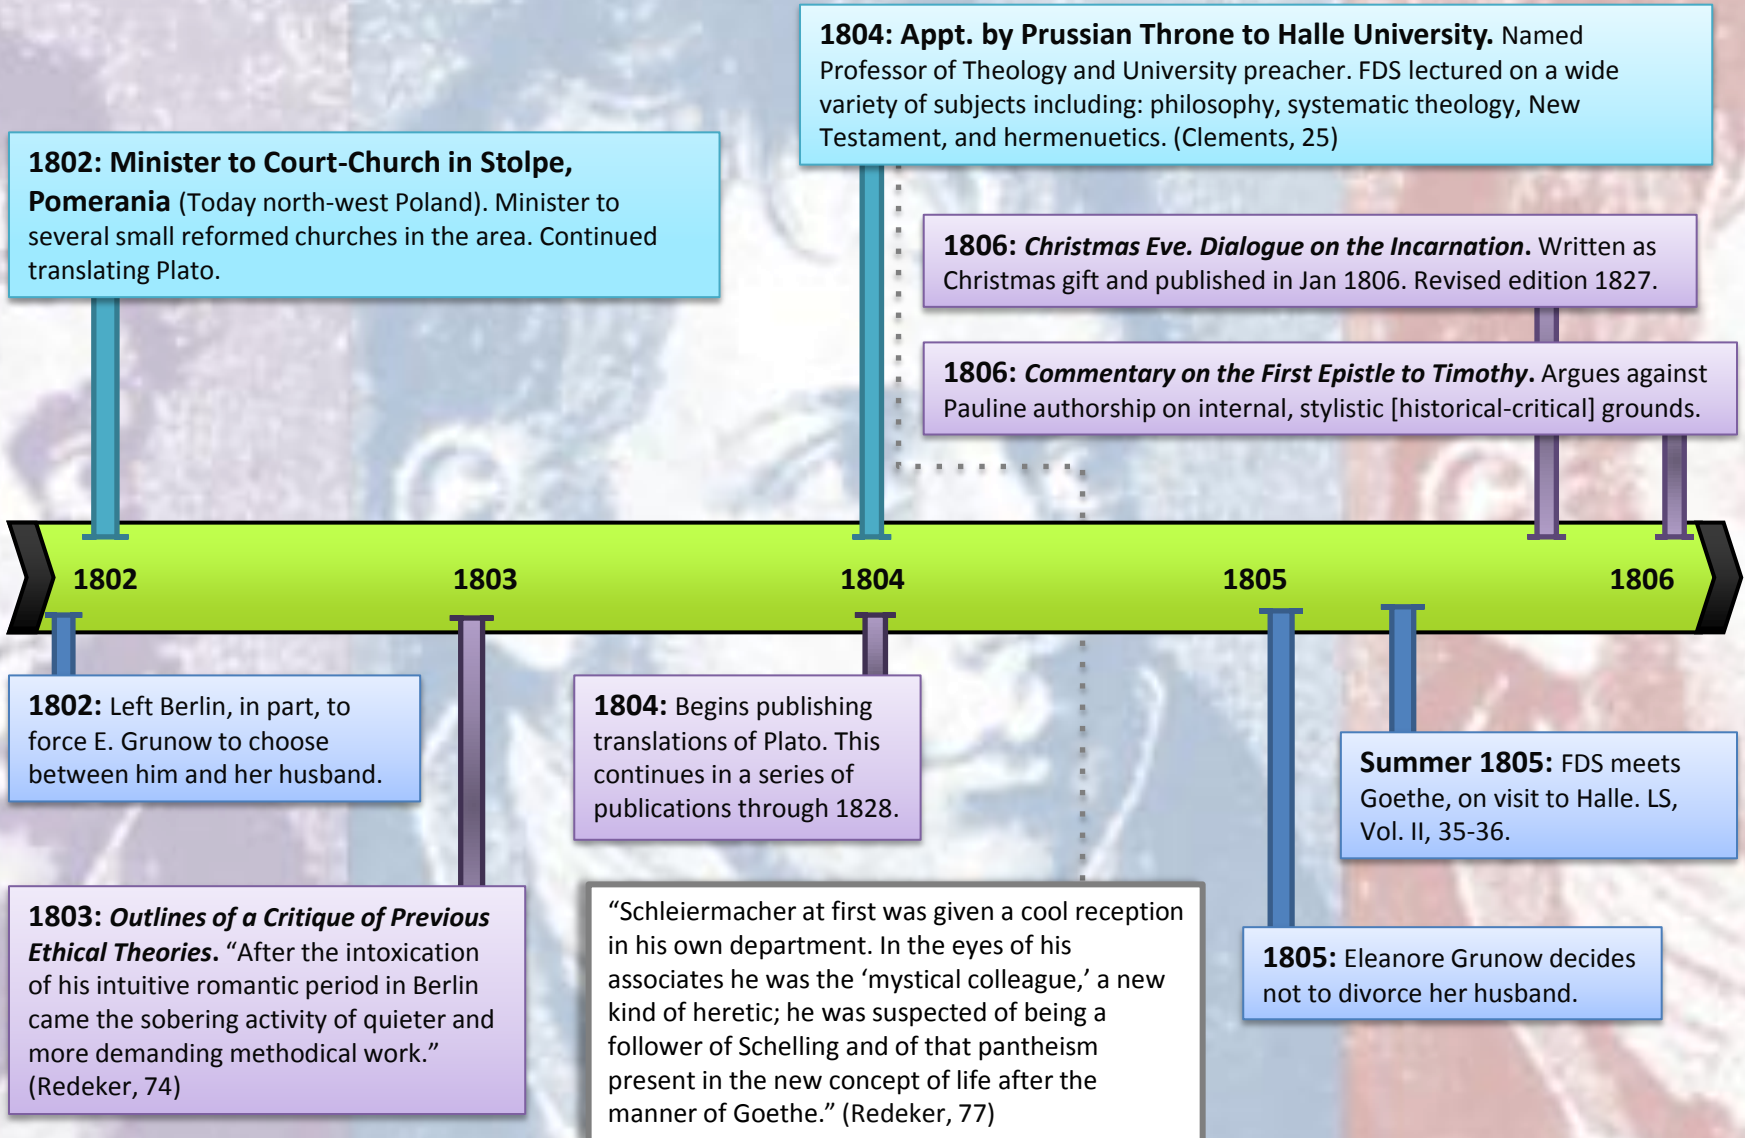 1804: Appt. by Prussian Throne to Halle University. Named
Professor of Theology and University preacher. FDS lectured on a wide
variety of subjects including: philosophy, systematic theology, New
Testament, and hermenuetics. (Clements, 25)
1802: Minister to Court-Church in Stolpe,
Pomerania (Today north-west Poland). Minister to
several small reformed churches in the area. Continued
translating Plato.
1806: Christmas Eve. Dialogue on the Incarnation. Written as
Christmas gift and published in Jan 1806. Revised edition 1827.
1806: Commentary on the First Epistle to Timothy. Argues against
Pauline authorship on internal, stylistic [historical-critical] grounds.
1802
1803
1804
1805
1806
1802: Left Berlin, in part, to
force E. Grunow to choose
between him and her husband.
1804: Begins publishing
translations of Plato. This
continues in a series of
publications through 1828.
Summer 1805: FDS meets
Goethe, on visit to Halle. LS,
Vol. II, 35-36.
1803: Outlines of a Critique of Previous
Ethical Theories. “After the intoxication
of his intuitive romantic period in Berlin
came the sobering activity of quieter and
more demanding methodical work.”
(Redeker, 74)
“Schleiermacher at first was given a cool reception
in his own department. In the eyes of his
associates he was the ‘mystical colleague,’ a new
kind of heretic; he was suspected of being a
follower of Schelling and of that pantheism
present in the new concept of life after the
manner of Goethe.” (Redeker, 77)
1805: Eleanore Grunow decides
not to divorce her husband.